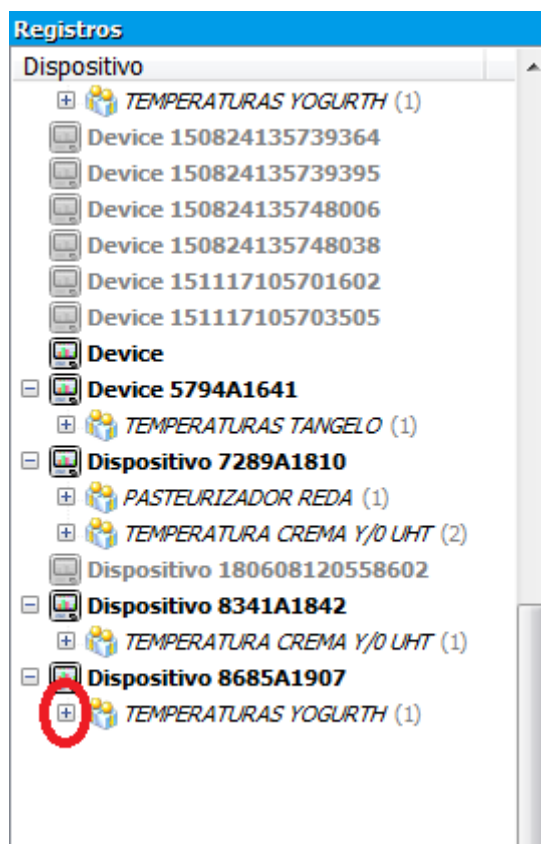 Registros
Dispositivo
TEMPERATURAS YOGURTH (1)
Device 150824135739364
Device 150824135739395
Device 150824135748006
Device 150824135748038
Device 151117105701602
Device 151117105703505
Device
Device 5794A1641
TEMPERATURAS TANGELO (1)
Dispositivo 7289A1810
PASTEURIZADOR REDA (1)
TEMPERATURA CREMA Y/0 UHT (2)
Dispositivo 180608120558602
Dispositivo 8341A1842
TEMPERATURA CREMA Y/0 UHT (1)
Dispositivo 8685A1907
TEMPERATURAS YOGURTH (1)